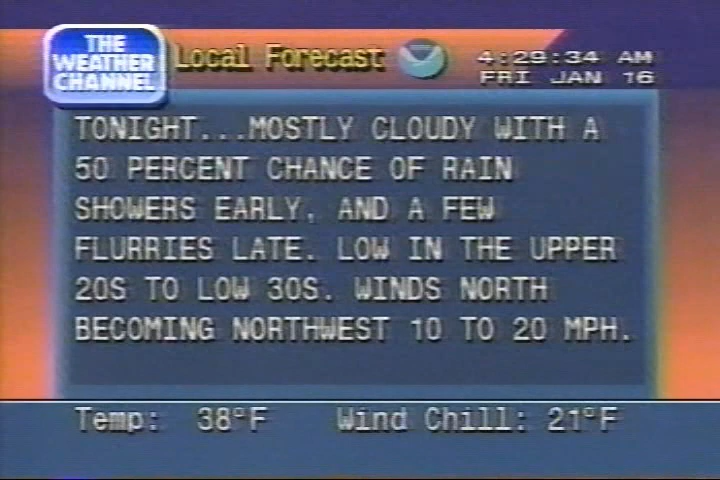 THE
WEATHER
CHANNEL
Local Forecast
4:29:34 AM
FRI JAN 16
TONIGHT...MOSTLY CLOUDY WITH A
50 PERCENT CHANCE OF RAIN
SHOWERS EARLY, AND A FEW
FLURRIES LATE. LOW IN THE UPPER
20S TO LOW 30S. WINDS NORTH
BECOMING NORTHWEST 10 TO 20 MPH.
Temp: 38°F Wind Chill: 21°F